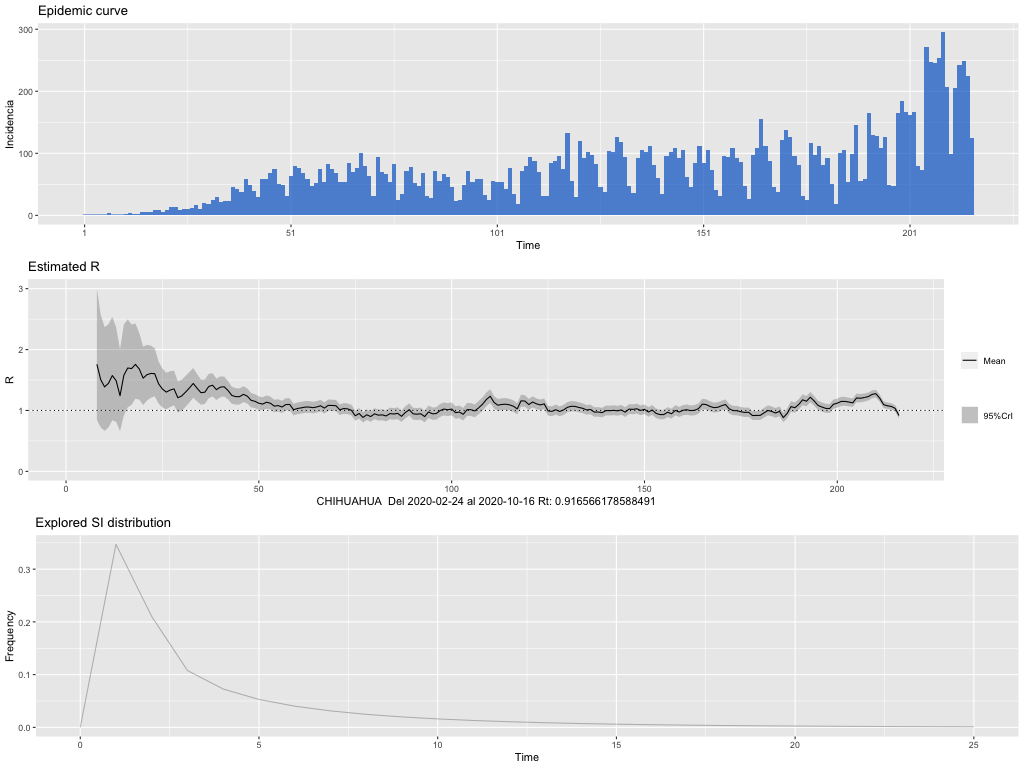 Epidemic curve
300
200
100
0
Incidencia
1 51 101 151 201
Time
Estimated R
3
2
1
0
R
Mean
95%CrI
0 50 100 150 200
CHIHUAHUA Del 2020-02-24 al 2020-10-16 Rt: 0.916566178588491
Explored SI distribution
0.3
0.2
0.1
0.0
Frequency
0 5 10 15 20 25
Time